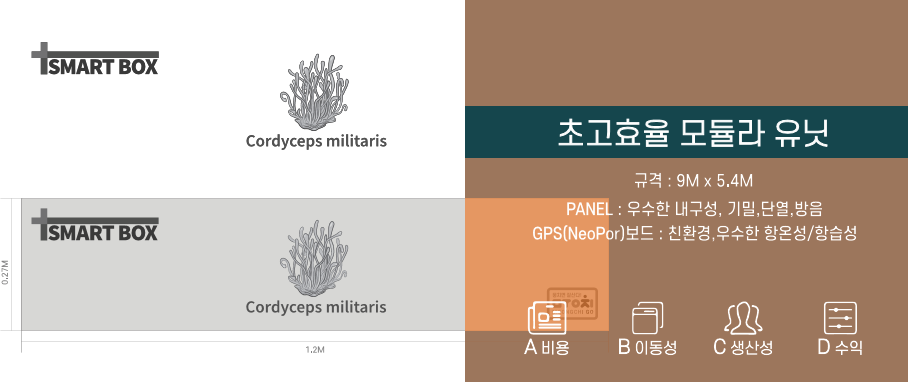 SMART BOX
Cordyceps militaris
초고효율 모듈라 유닛
규격 : 9M x 5.4M
PANEL : 우수한 내구성, 기밀,단열,방음
GPS(NeoPor)보드 : 친환경,우수한 항온성/항습성
SMART BOX
Cordyceps militaris
0.27M
1.2M
A 비용
B 이동성
C 생산성
D 수익